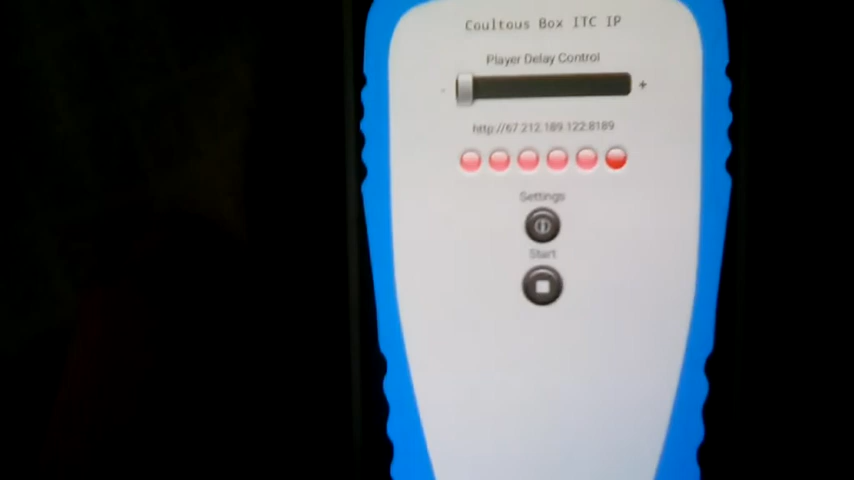 Coultous Box ITC IP
Player Delay Control
- +
http://67.212.189.122:8189
Settings
Start